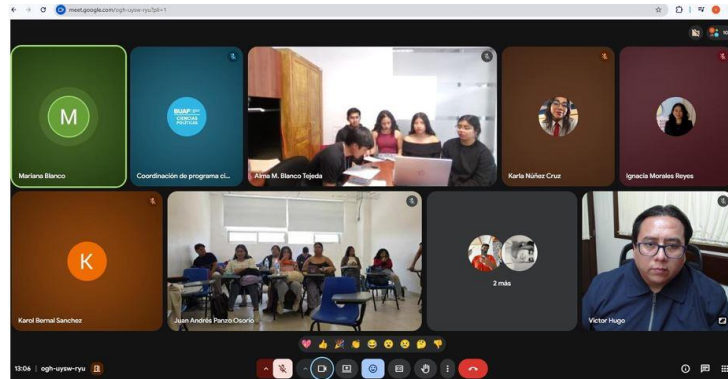 meet.google.com/ogh-uysw-ryu?pli=1
10
M
Mariana Blanco
BUAP
CIENCIAS
POLÍTICAS
Coordinación de programa ci...
Alma M. Blanco Tejeda
Karla Núñez Cruz
Ignacia Morales Reyes
K
Karol Bernal Sanchez
Juan Andrés Panzo Osorio
2 más
Victor Hugo
13:06 | ogh-uysw-ryu